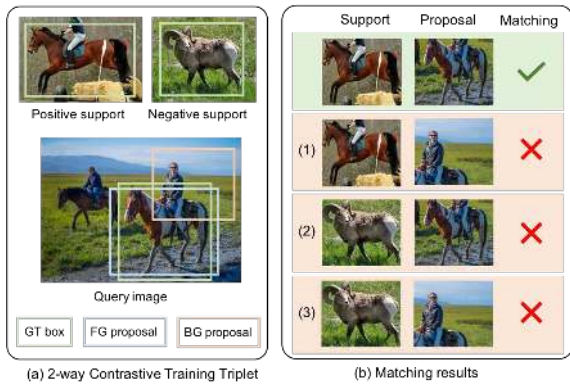 Positive support
Negative support
Query image
GT box
FG proposal
BG proposal
(a) 2-way Contrastive Training Triplet
Support Proposal Matching
(1)
(2)
(3)
(b) Matching results